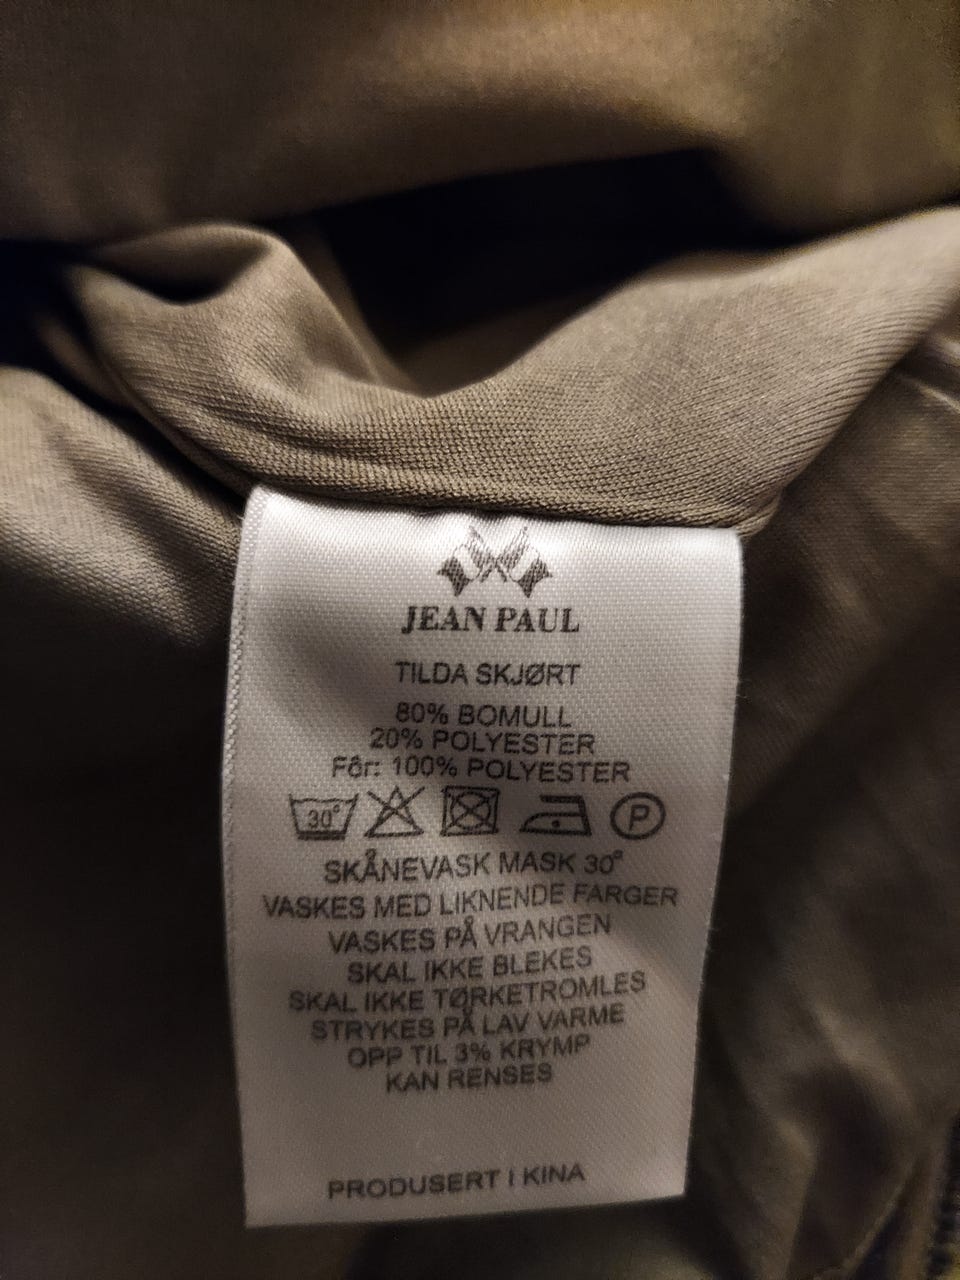 JEAN PAUL
TILDA SKJØRT
80% BOMULL
20% POLYESTER
Fôr: 100% POLYESTER
30° P
SKÅNEVASK MASK 30°
VASKES MED LIKNENDE FARGER
VASKES PÅ VRANGEN
SKAL IKKE BLEKES
SKAL IKKE TØRKETROMLES
STRYKES PÅ LAV VARME
OPP TIL 3% KRYMP
KAN RENSES
PRODUSERT I KINA